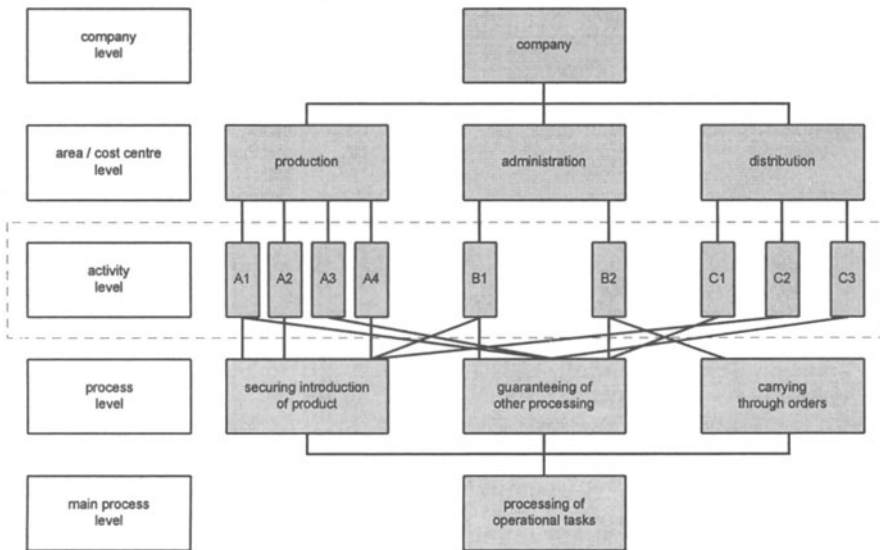 company
level
company
area / cost centre
level
production
administration
distribution
activity
level
A1
A2
A3
A4
B1
B2
C1
C2
C3
process
level
securing introduction
of product
guaranteeing of
other processing
carrying
through orders
main process
level
processing of
operational tasks